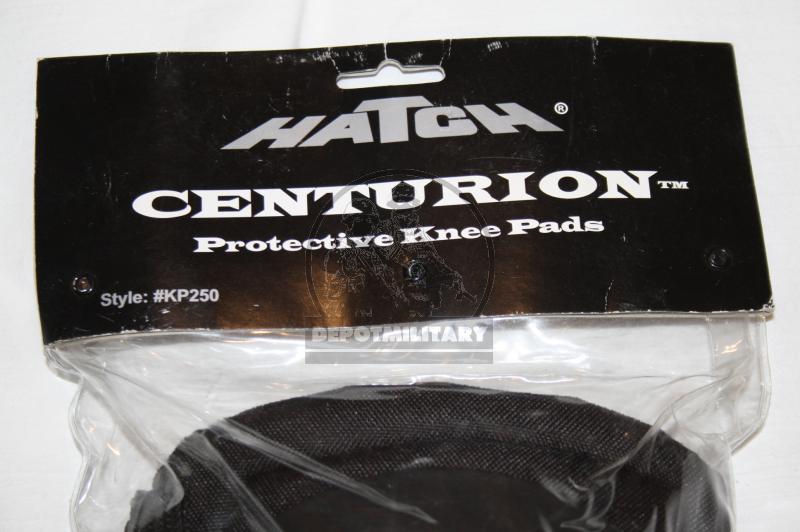 HATCH®
CENTURION™
Protective Knee Pads
Style: #KP250
DEPOTMILITARY